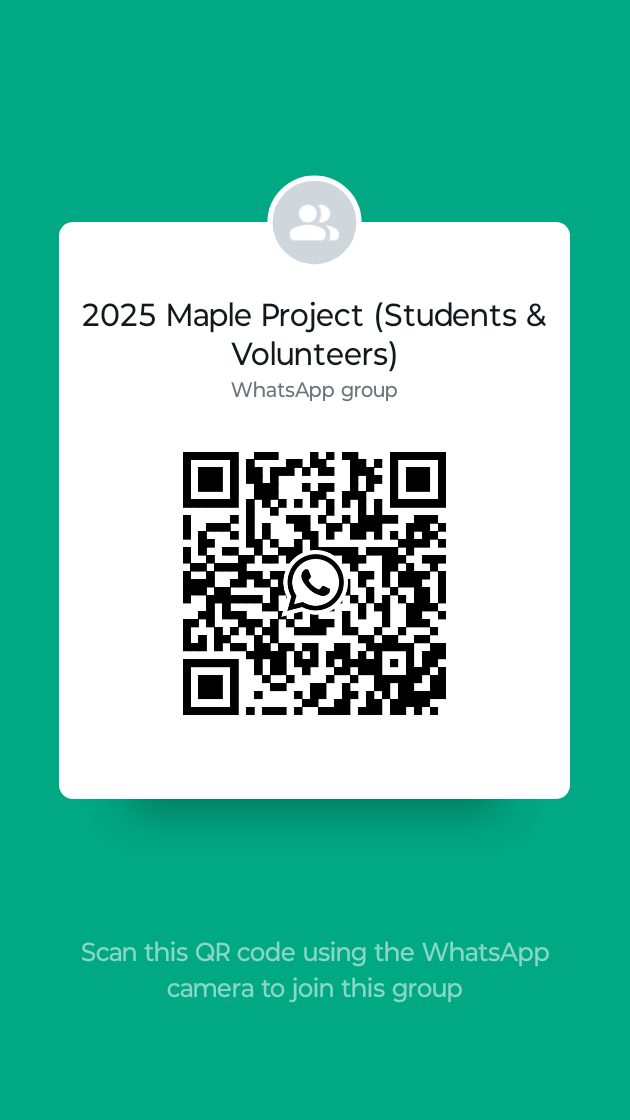 2025 Maple Project (Students &
Volunteers)
WhatsApp group
Scan this QR code using the WhatsApp
camera to join this group